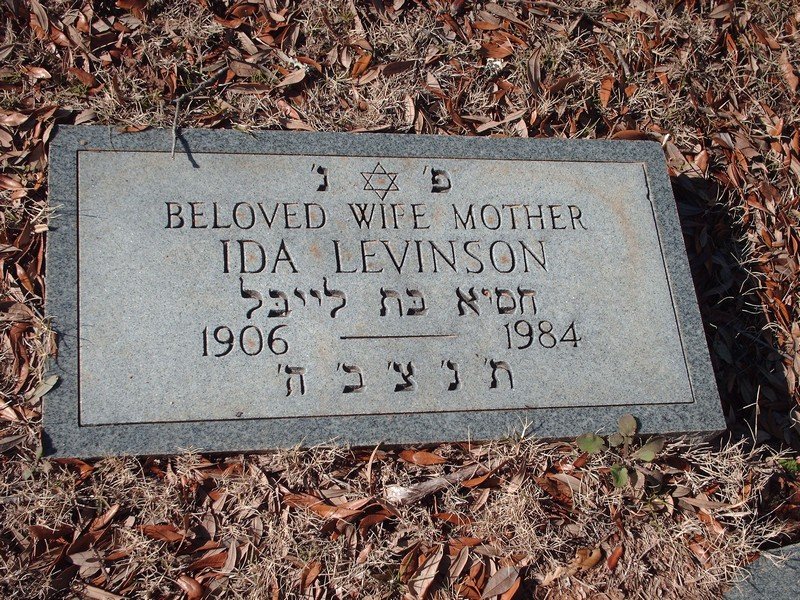 פ' נ'
BELOVED WIFE MOTHER
IDA LEVINSON
חסיא בת לייבל
1906 — 1984
ת' נ' צ' ב' ה'